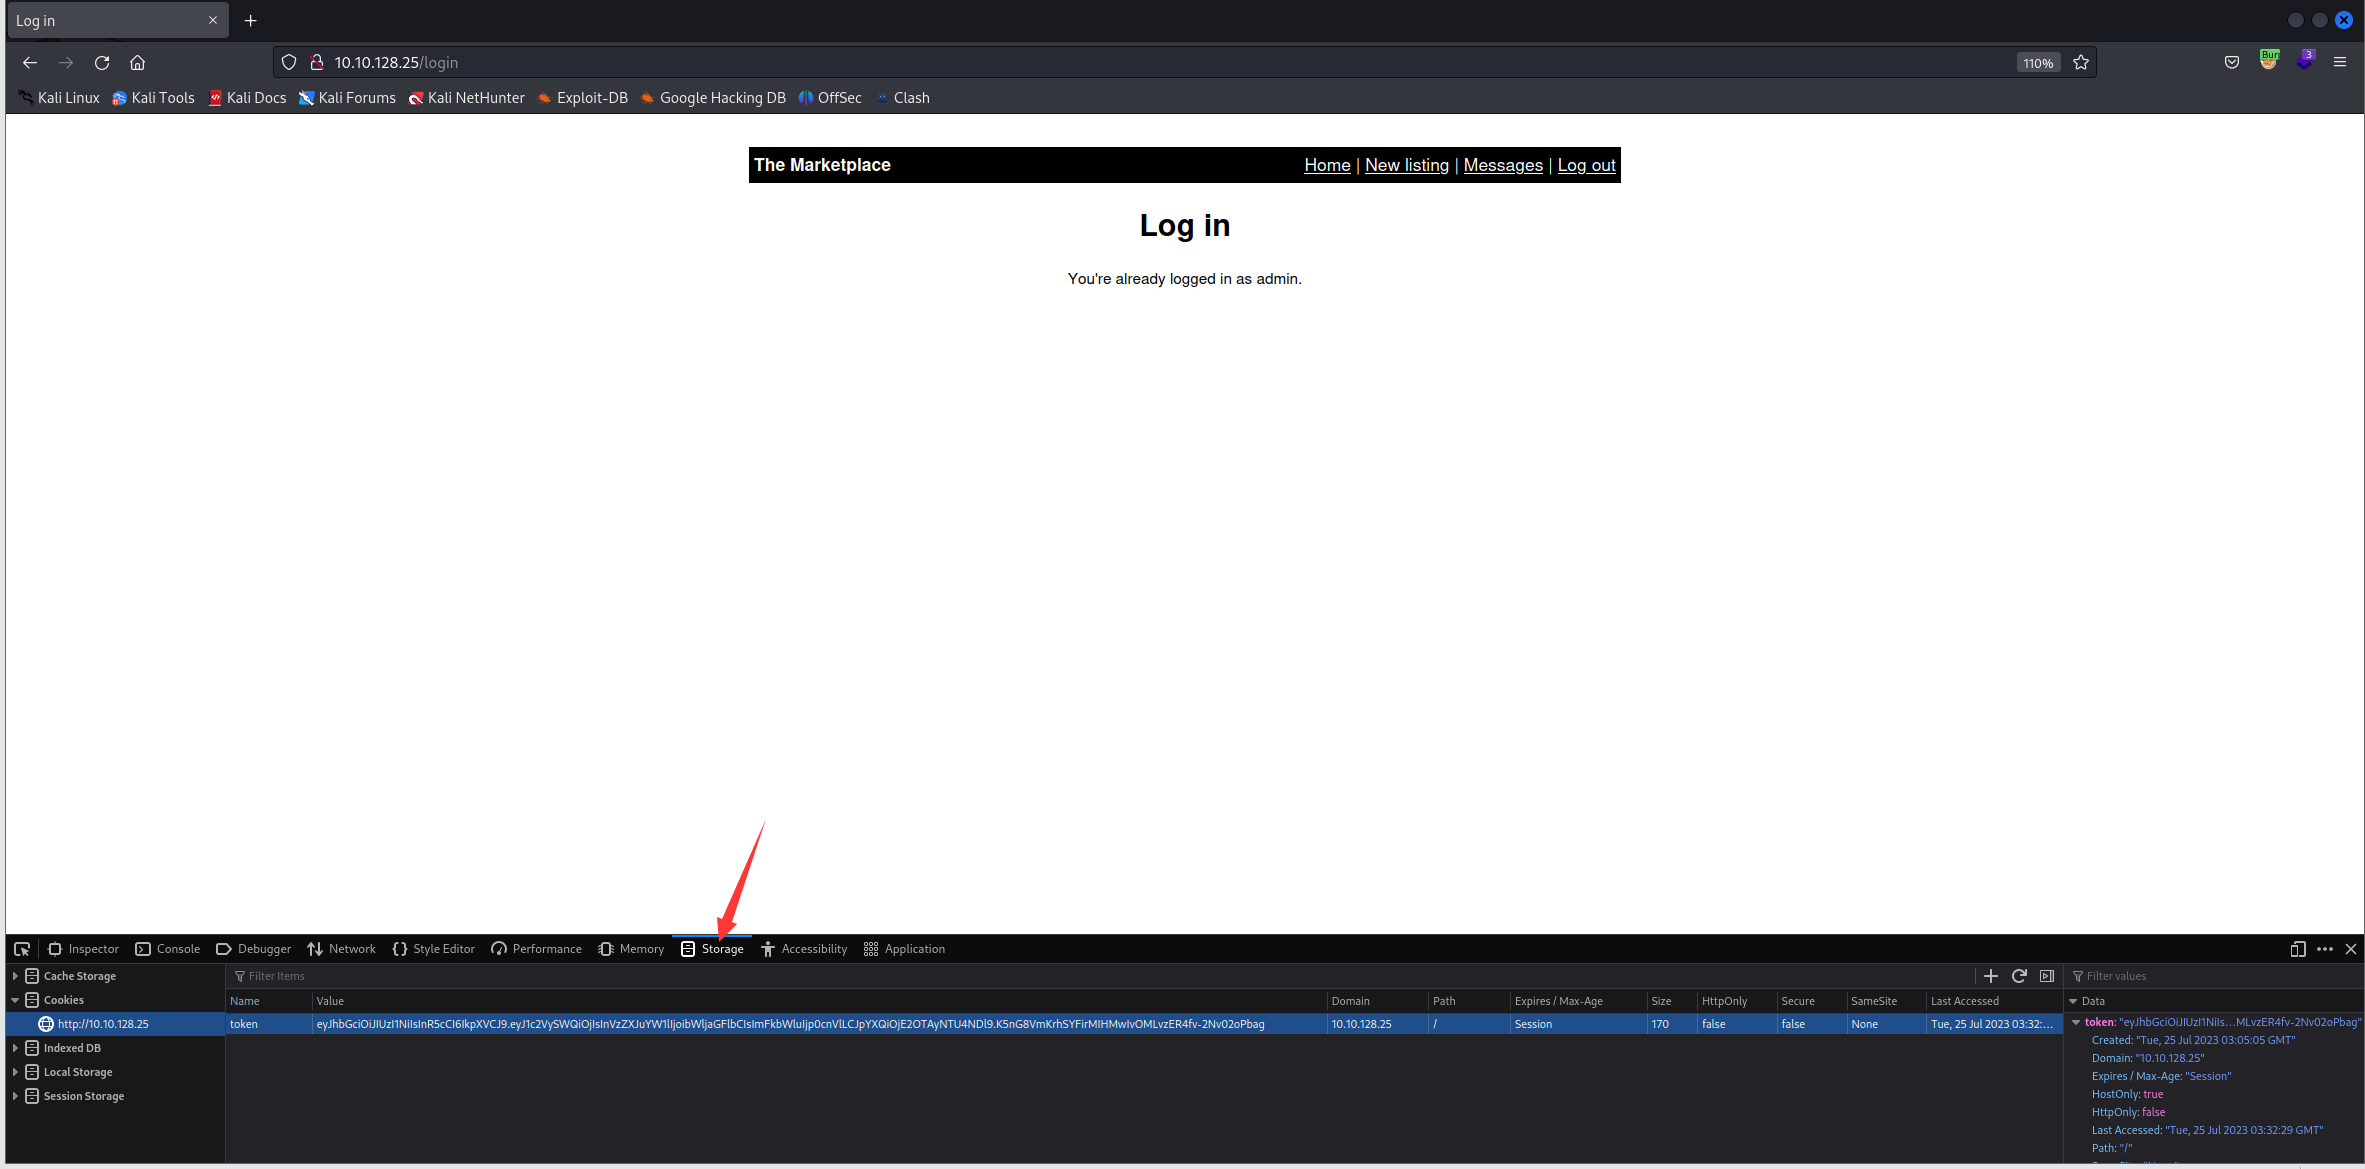 Log in
10.10.128.25/login
110%
3
Kali Linux Kali Tools Kali Docs Kali Forums Kali NetHunter Exploit-DB Google Hacking DB OffSec Clash
The Marketplace Home | New listing | Messages | Log out
Log in
You're already logged in as admin.
Inspector Console Debugger Network Style Editor Performance Memory Storage Accessibility Application
Cache Storage
Cookies
http://10.10.128.25
Indexed DB
Local Storage
Session Storage
Filter Items
Name Value Domain Path Expires / Max-Age Size HttpOnly Secure SameSite Last Accessed
token eyJhbGciOiJIUzI1NiIsInR5cCI6IkpXVCJ9.eyJ1c2VySWQiOjIsInVzZXJuYW1lIjoibWljaGFlbCIsImFkbWluIjp0cnVlLCJpYXQiOjE2OTAyNTU4NDl9.K5nG8VmKrhSYFirMIHMwIvOMLvzER4fv-2Nv02oPbag 10.10.128.25 / Session 170 false false None Tue, 25 Jul 2023 03:32:...
Filter values
Data
token: "eyJhbGciOiJIUzI1NiIs...MLvzER4fv-2Nv02oPbag"
Created: "Tue, 25 Jul 2023 03:05:05 GMT"
Domain: "10.10.128.25"
Expires / Max-Age: "Session"
HostOnly: true
HttpOnly: false
Last Accessed: "Tue, 25 Jul 2023 03:32:29 GMT"
Path: "/"